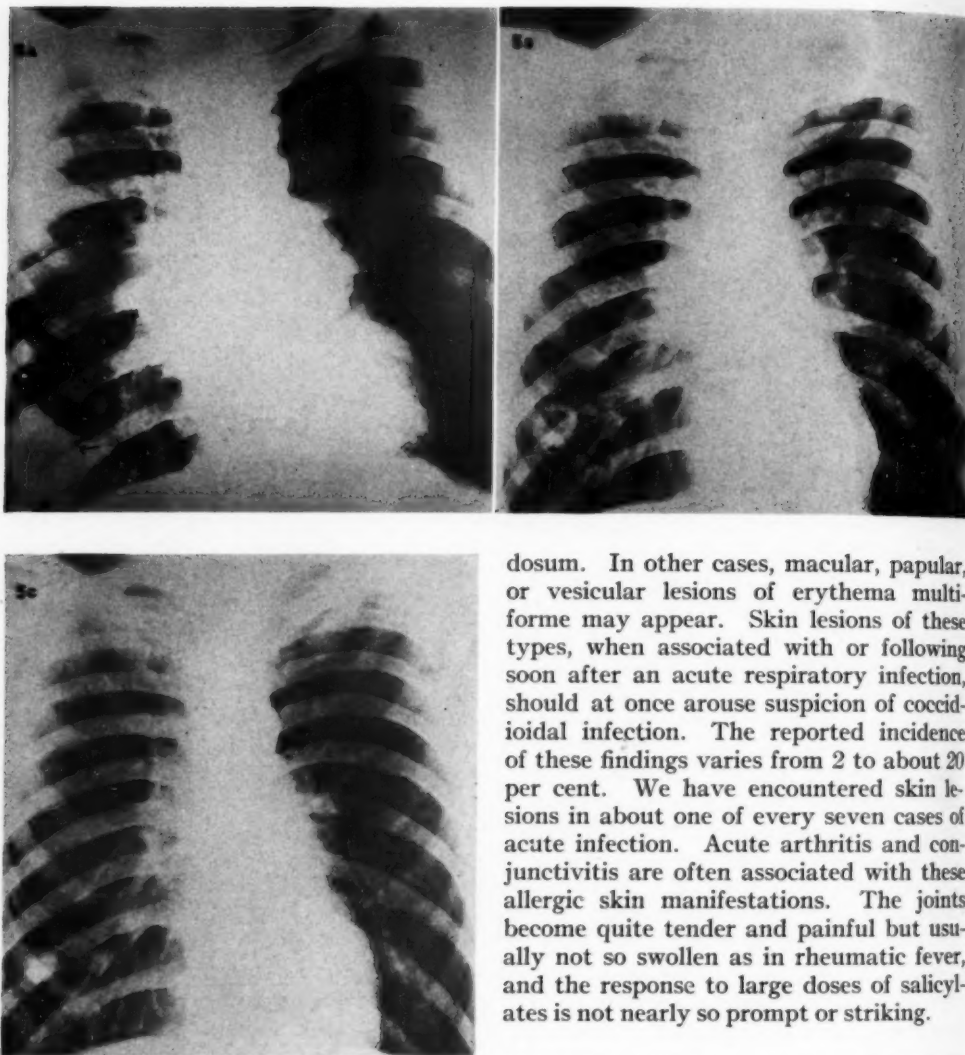 5A
5B
5c
dosum. In other cases, macular, papular,
or vesicular lesions of erythema multi-
forme may appear. Skin lesions of these
types, when associated with or following
soon after an acute respiratory infection,
should at once arouse suspicion of coccid-
ioidal infection. The reported incidence
of these findings varies from 2 to about 20
per cent. We have encountered skin le-
sions in about one of every seven cases of
acute infection. Acute arthritis and con-
junctivitis are often associated with these
allergic skin manifestations. The joints
become quite tender and painful but usu-
ally not so swollen as in rheumatic fever,
and the response to large doses of salicyl-
ates is not nearly so prompt or striking.